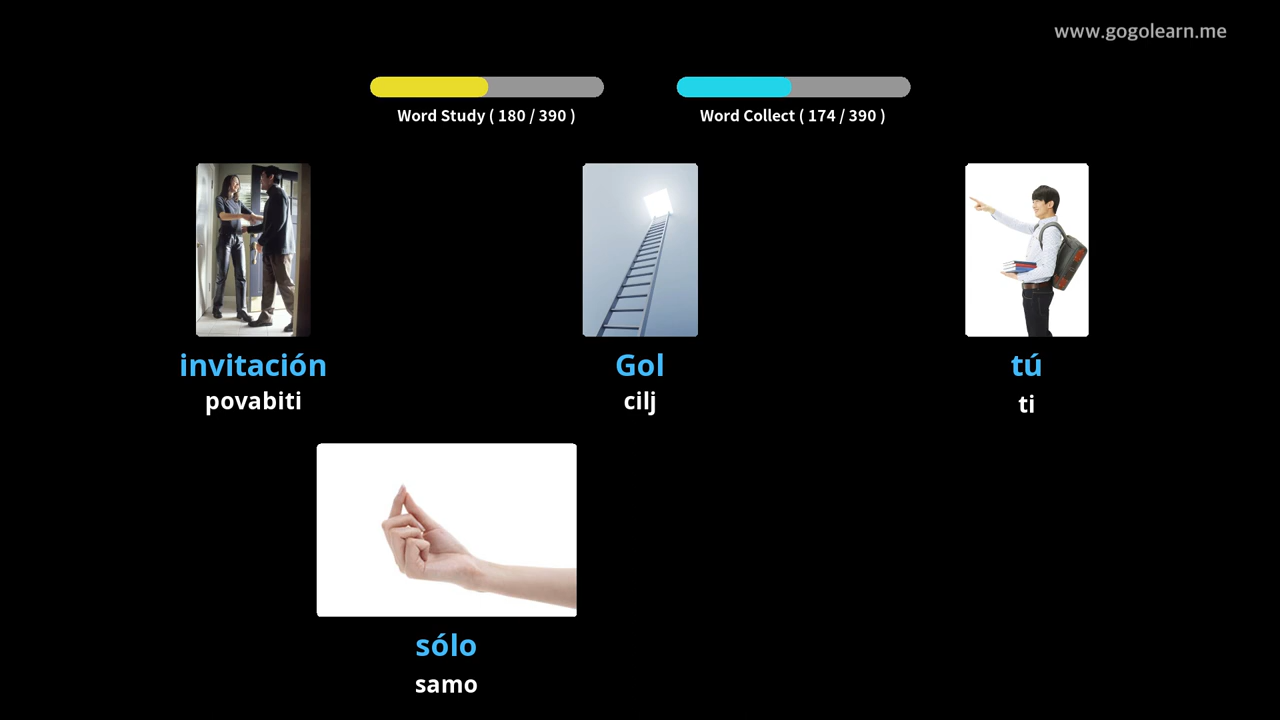 www.gogolearn.me
Word Study ( 180 / 390 )
Word Collect ( 174 / 390 )
invitación
povabiti
Gol
cilj
tú
ti
sólo
samo